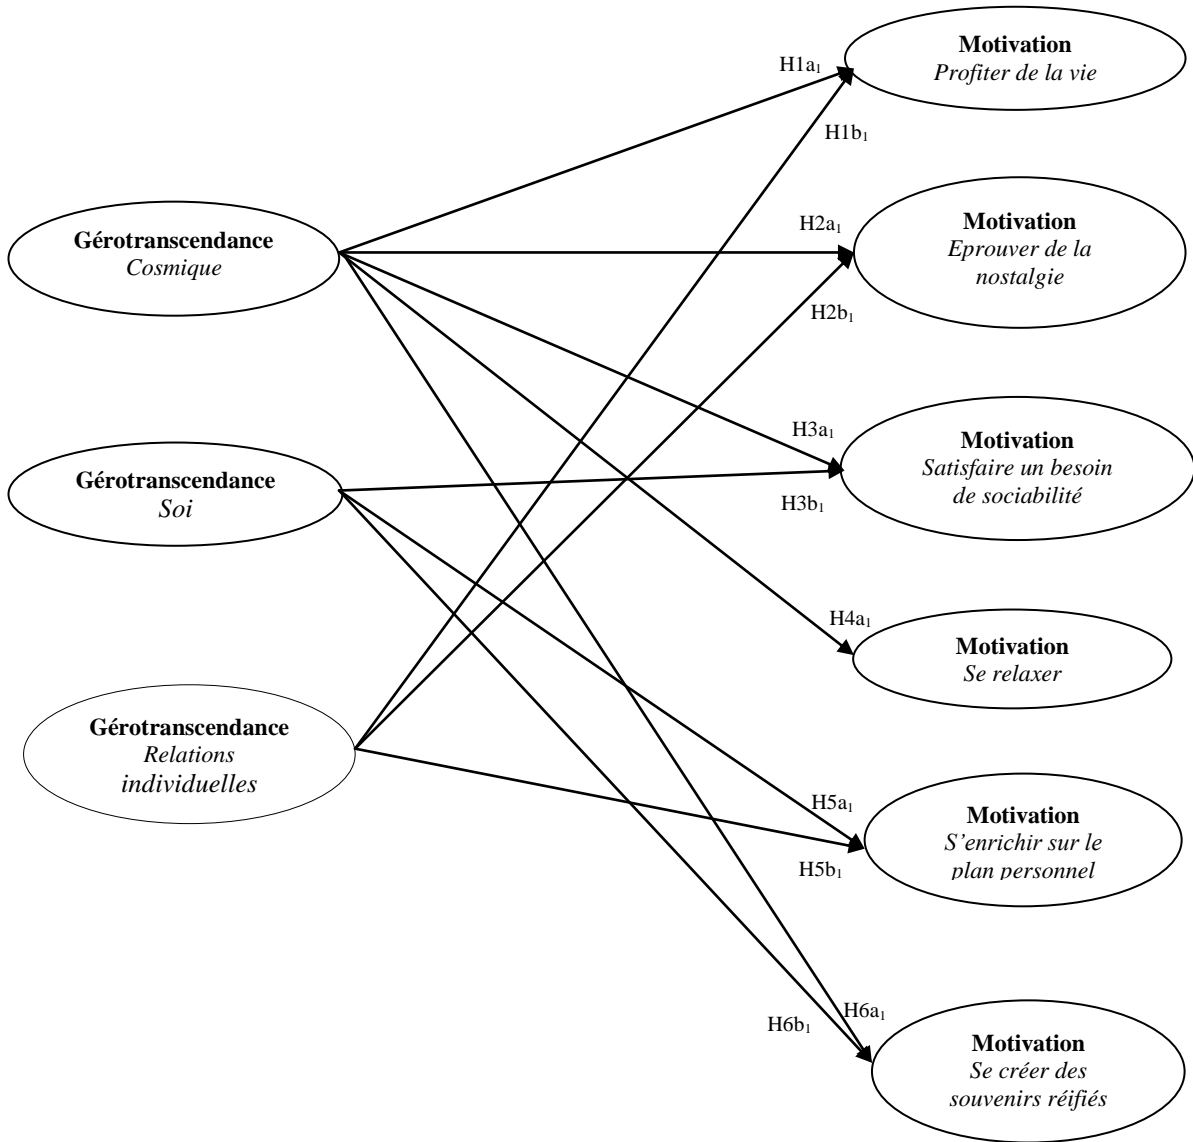 Motivation
Profiter de la vie
H1a₁
H1b₁
Gérotranscendance
Cosmique
H2a₁
Motivation
Eprouver de la
nostalgie
H2b₁
H3a₁
Motivation
Satisfaire un besoin
de sociabilité
Gérotranscendance
Soi
H3b₁
H4a₁
Motivation
Se relaxer
Gérotranscendance
Relations
individuelles
H5a₁
Motivation
S’enrichir sur le
plan personnel
H5b₁
H6a₁
H6b₁
Motivation
Se créer des
souvenirs réifiés